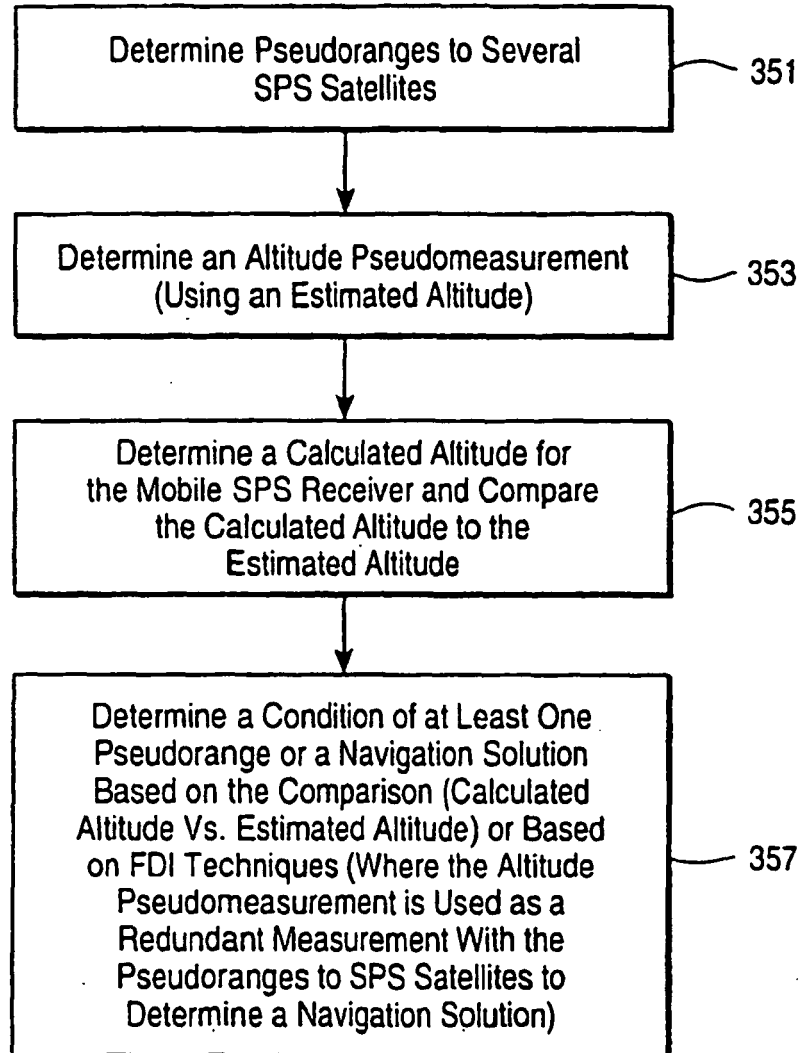 Determine Pseudoranges to Several
SPS Satellites
351
Determine an Altitude Pseudomeasurement
(Using an Estimated Altitude)
353
Determine a Calculated Altitude for
the Mobile SPS Receiver and Compare
the Calculated Altitude to the
Estimated Altitude
355
Determine a Condition of at Least One
Pseudorange or a Navigation Solution
Based on the Comparison (Calculated
Altitude Vs. Estimated Altitude) or Based
on FDI Techniques (Where the Altitude
Pseudomeasurement is Used as a
Redundant Measurement With the
Pseudoranges to SPS Satellites to
Determine a Navigation Solution)
357